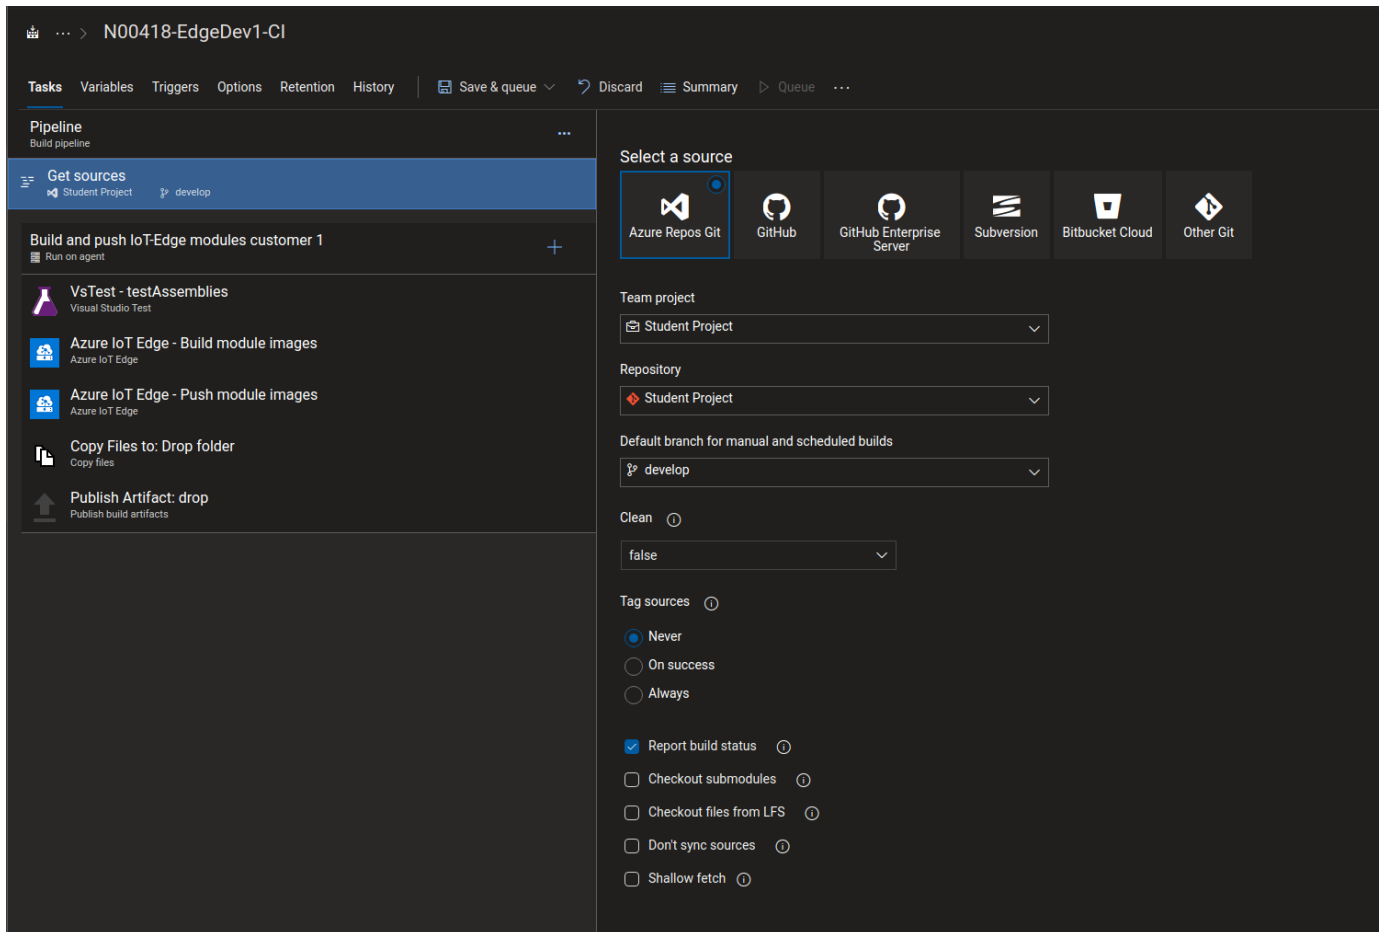 N00418-EdgeDev1-CI
Tasks Variables Triggers Options Retention History Save & queue Discard Summary Queue
Pipeline
Build pipeline
Get sources
Student Project develop
Build and push IoT-Edge modules customer 1
Run on agent
VsTest - testAssemblies
Visual Studio Test
Azure IoT Edge - Build module images
Azure IoT Edge
Azure IoT Edge - Push module images
Azure IoT Edge
Copy Files to: Drop folder
Copy files
Publish Artifact: drop
Publish build artifacts
Select a source
Azure Repos Git
GitHub
GitHub Enterprise
Server
Subversion
Bitbucket Cloud
Other Git
Team project
Student Project
Repository
Student Project
Default branch for manual and scheduled builds
develop
Clean
false
Tag sources
Never
On success
Always
Report build status
Checkout submodules
Checkout files from LFS
Don't sync sources
Shallow fetch